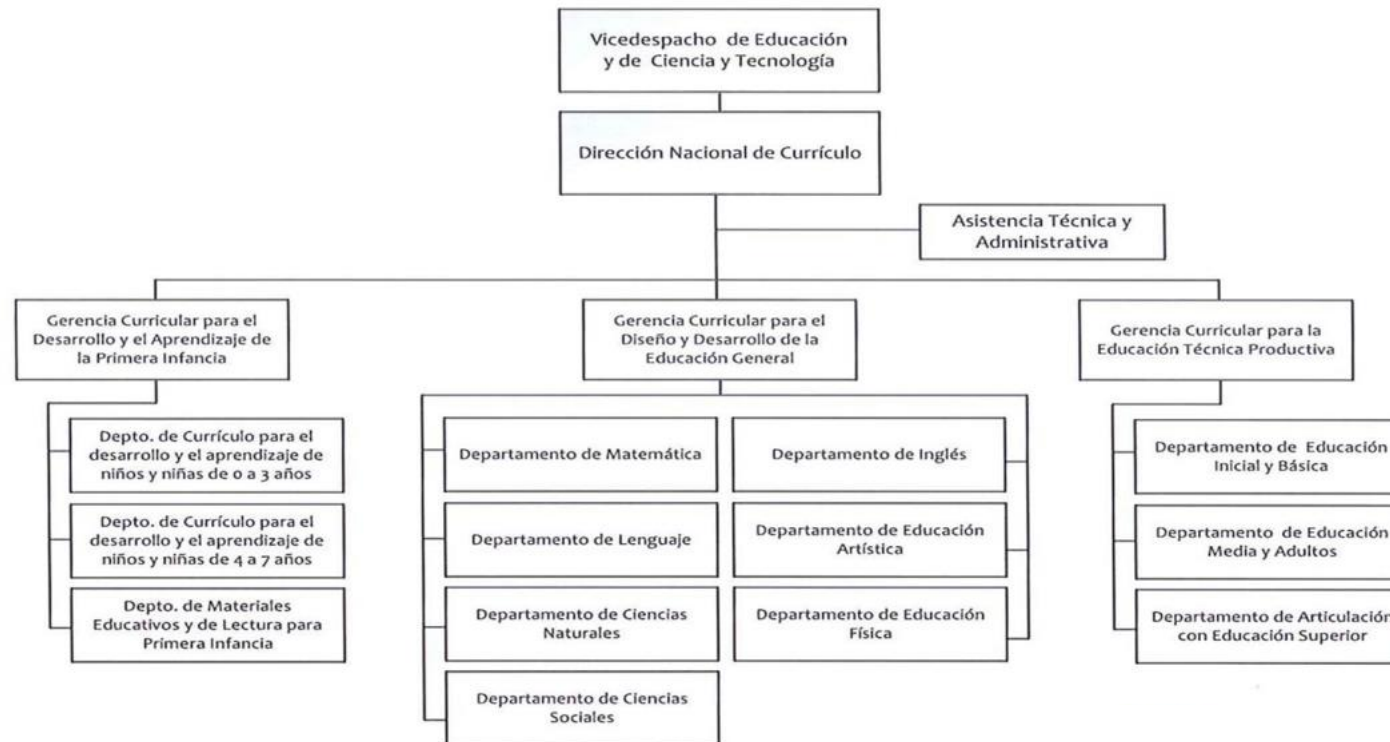 Vicedespacho de Educación
y de Ciencia y Tecnología
Dirección Nacional de Currículo
Asistencia Técnica y
Administrativa
Gerencia Curricular para el
Desarrollo y el Aprendizaje de
la Primera Infancia
Gerencia Curricular para el
Diseño y Desarrollo de la
Educación General
Gerencia Curricular para la
Educación Técnica Productiva
Depto. de Currículo para el
desarrollo y el aprendizaje de
niños y niñas de 0 a 3 años
Depto. de Currículo para el
desarrollo y el aprendizaje de
niños y niñas de 4 a 7 años
Depto. de Materiales
Educativos y de Lectura para
Primera Infancia
Departamento de Matemática
Departamento de Lenguaje
Departamento de Ciencias
Naturales
Departamento de Ciencias
Sociales
Departamento de Inglés
Departamento de Educación
Artística
Departamento de Educación
Física
Departamento de Educación
Inicial y Básica
Departamento de Educación
Media y Adultos
Departamento de Articulación
con Educación Superior